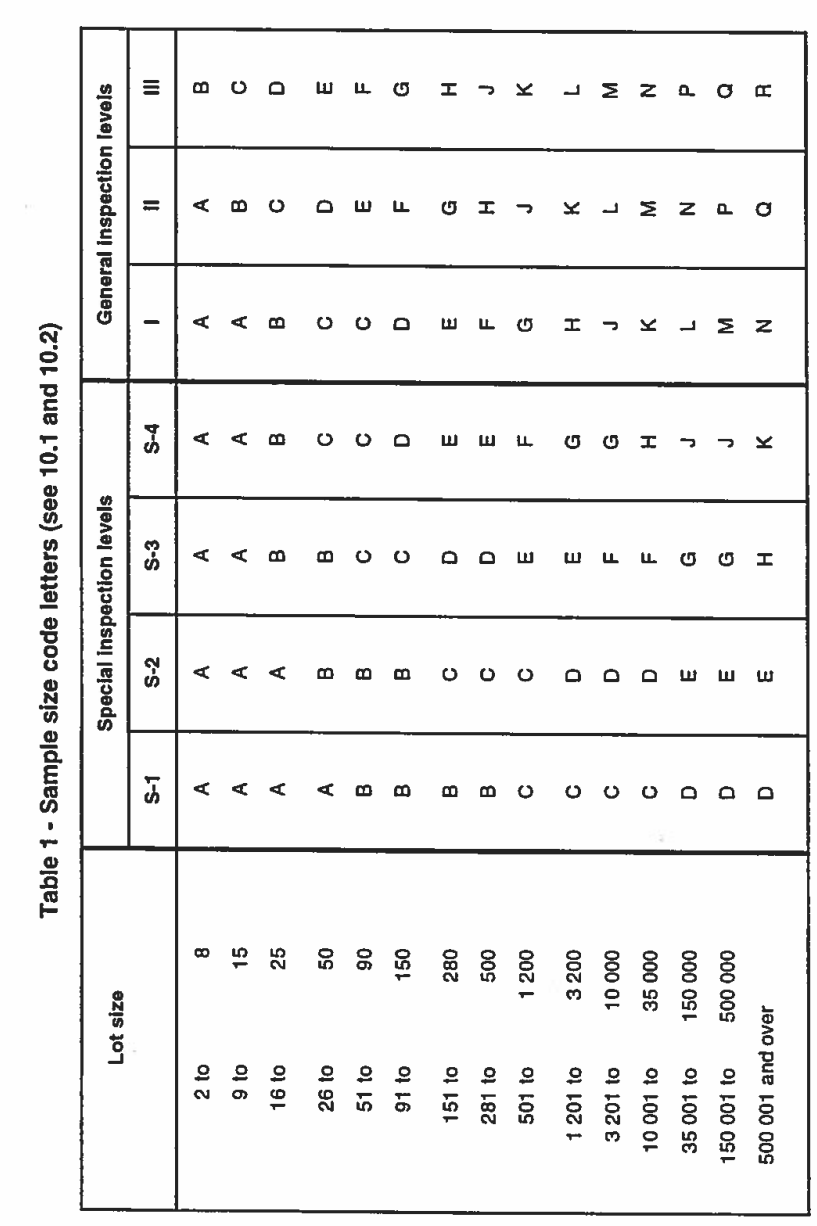 Table 1 - Sample size code letters (see 10.1 and 10.2)
Lot size Special inspection levels General inspection levels
S-1 S-2 S-3 S-4 I II III
2 to 8 A A A A A A B
9 to 15 A A A A A B C
16 to 25 A A B B B C D
26 to 50 A B B C C D E
51 to 90 B B C C C E F
91 to 150 B B C D D F G
151 to 280 B C D E E G H
281 to 500 B C D E F H J
501 to 1 200 C C E F G J K
1 201 to 3 200 C D E G H K L
3 201 to 10 000 C D F G J L M
10 001 to 35 000 C D F H K M N
35 001 to 150 000 D E G J L N P
150 001 to 500 000 D E G J M P Q
500 001 and over D E H K N Q R